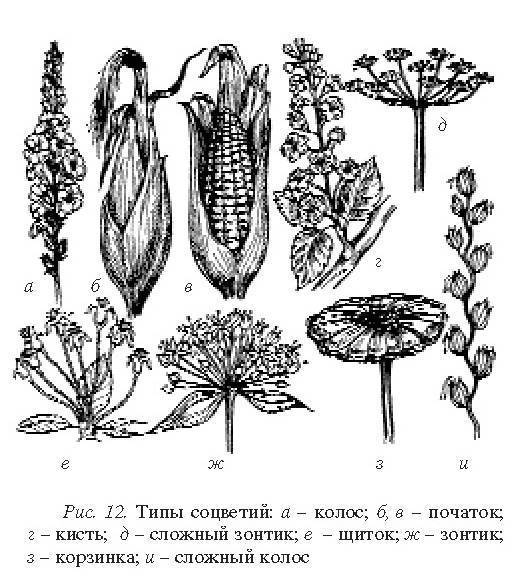 а
б
в
г
д
е
ж
з
и
Рис. 12. Типы соцветий: а – колос; б, в – початок;
г – кисть; д – сложный зонтик; е – щиток; ж – зонтик;
з – корзинка; и – сложный колос